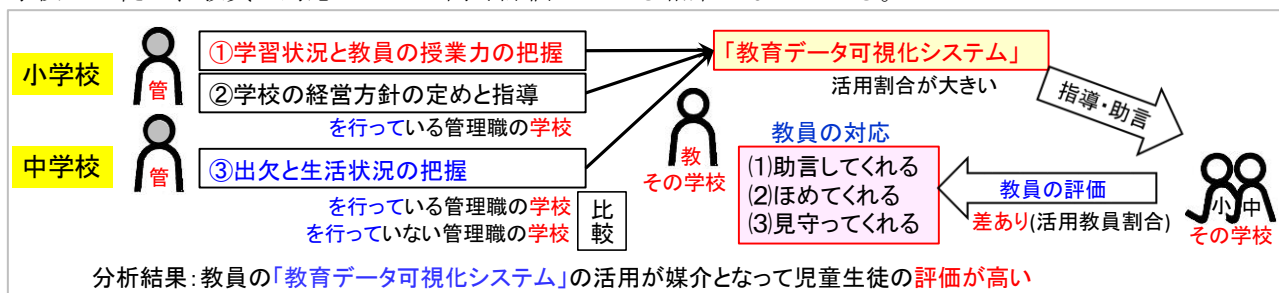 小学校
管
①学習状況と教員の授業力の把握
②学校の経営方針の定めと指導
を行っている管理職の学校
中学校
管
③出欠と生活状況の把握
を行っている管理職の学校
を行っていない管理職の学校
比較
「教育データ可視化システム」
活用割合が大きい
教
その学校
教員の対応
(1)助言してくれる
(2)ほめてくれる
(3)見守ってくれる
指導・助言
教員の評価
差あり(活用教員割合)
小
中
その学校
分析結果:教員の「教育データ可視化システム」の活用が媒介となって児童生徒の評価が高い